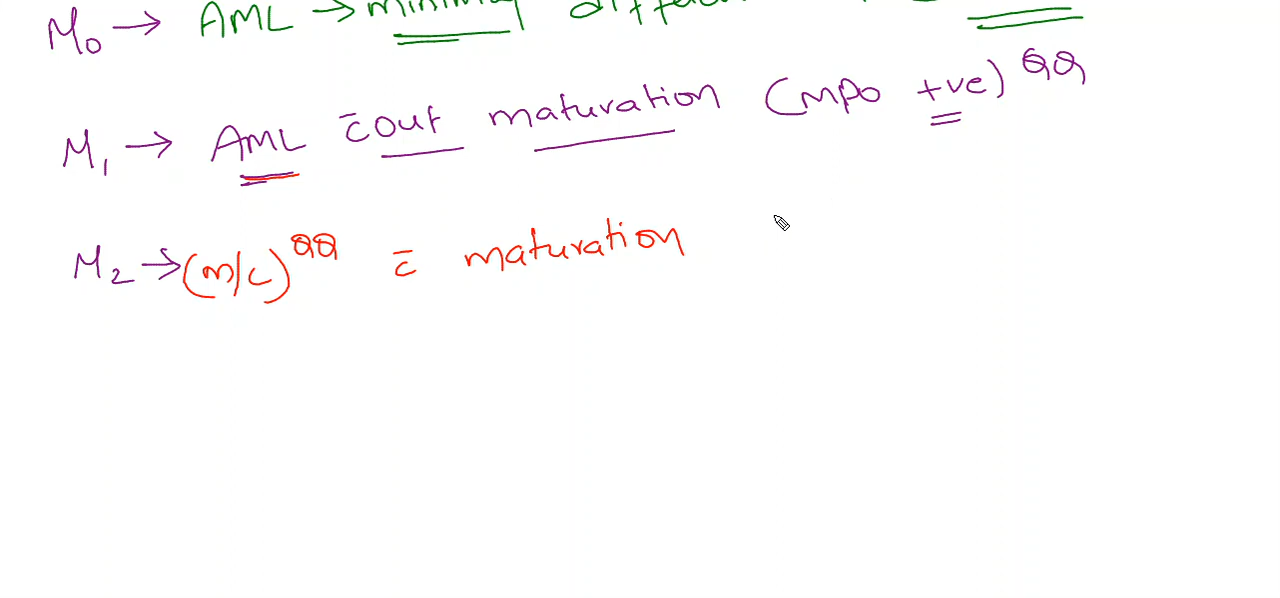 M0 → AML → minimal
M1 → AML c̄out maturation (mpo +ve) QQ
M2 → (m/c) QQ c̄ maturation